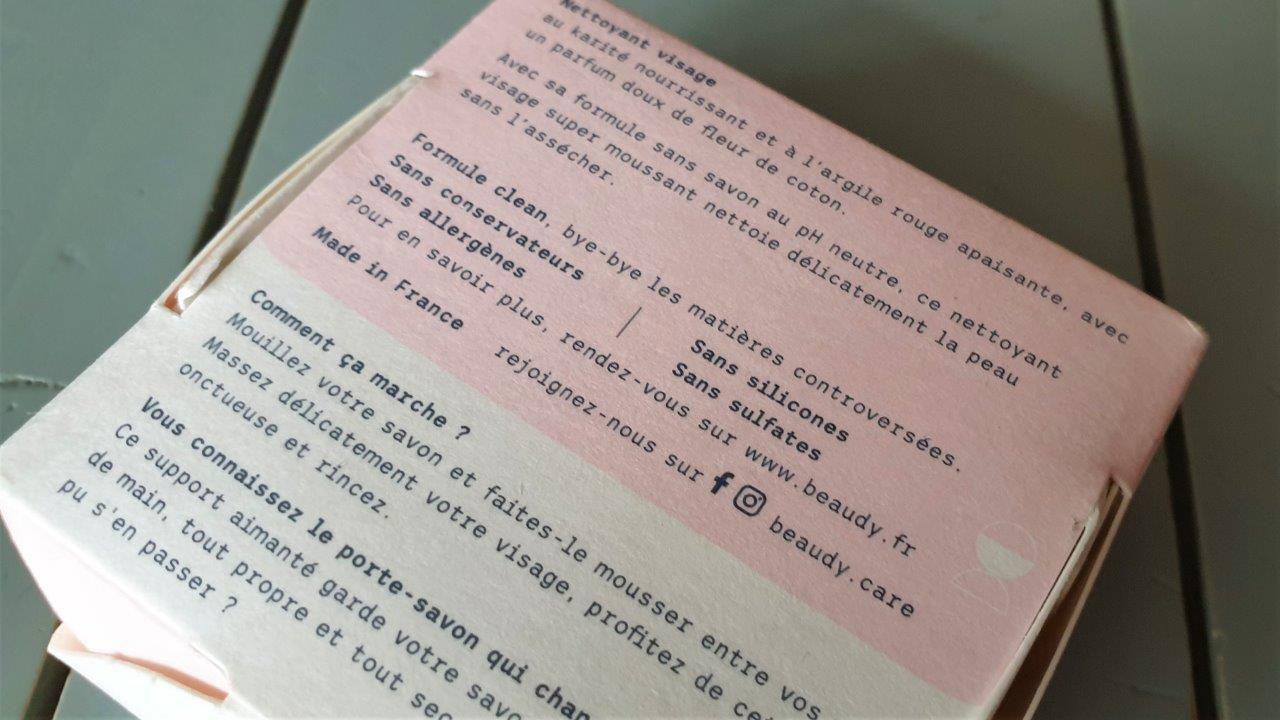 Nettoyant visage
au karité nourrissant et à l'argile rouge apaisante, avec
un parfum doux de fleur de coton.
Avec sa formule sans savon au pH neutre, ce nettoyant
visage super moussant nettoie délicatement la peau
sans l'assécher.
Formule clean, bye-bye les matières controversées.
Sans conservateurs | Sans silicones
Sans allergènes Sans sulfates
Pour en savoir plus, rendez-vous sur www.beaudy.fr
Made in France rejoignez-nous sur beaudy.care
Comment ça marche ?
Mouillez votre savon et faites-le mousser entre vos
Massez délicatement votre visage, profitez de
onctueuse et rincez.
Vous connaissez le porte-savon qui
Ce support aimanté garde votre
de main, tout propre et tout
pu s'en passer ?